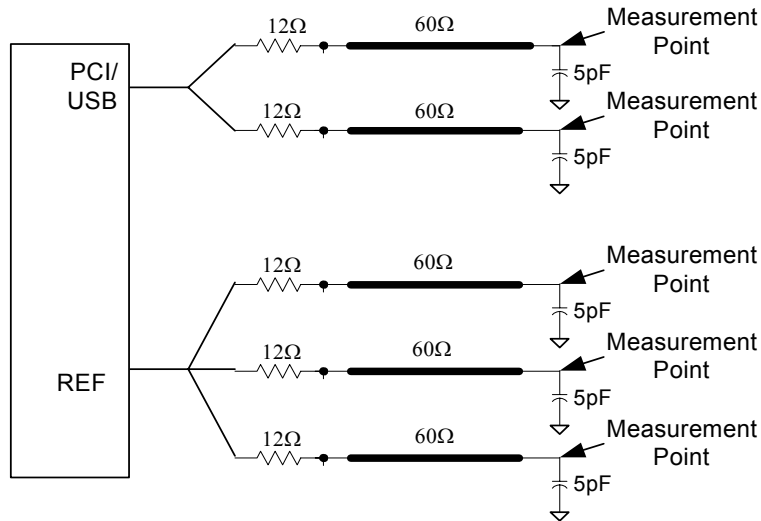 12Ω
60Ω
Measurement
Point
PCI/
USB
5pF
12Ω
60Ω
Measurement
Point
5pF
12Ω
60Ω
Measurement
Point
5pF
REF
12Ω
60Ω
Measurement
Point
5pF
12Ω
60Ω
Measurement
Point
5pF